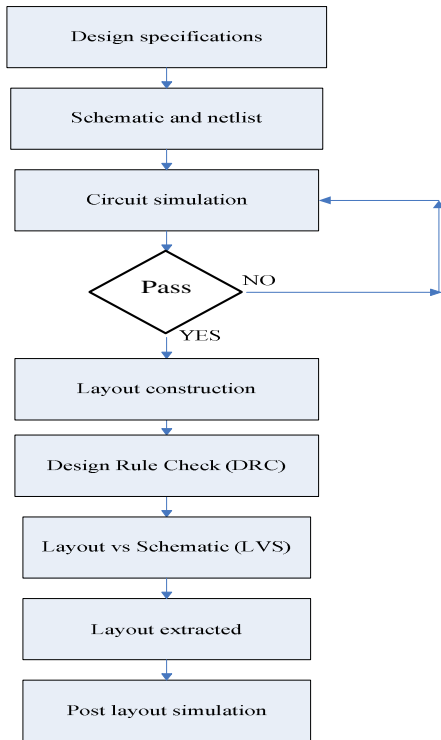 Design specifications
Schematic and netlist
Circuit simulation
Pass
NO
YES
Layout construction
Design Rule Check (DRC)
Layout vs Schematic (LVS)
Layout extracted
Post layout simulation